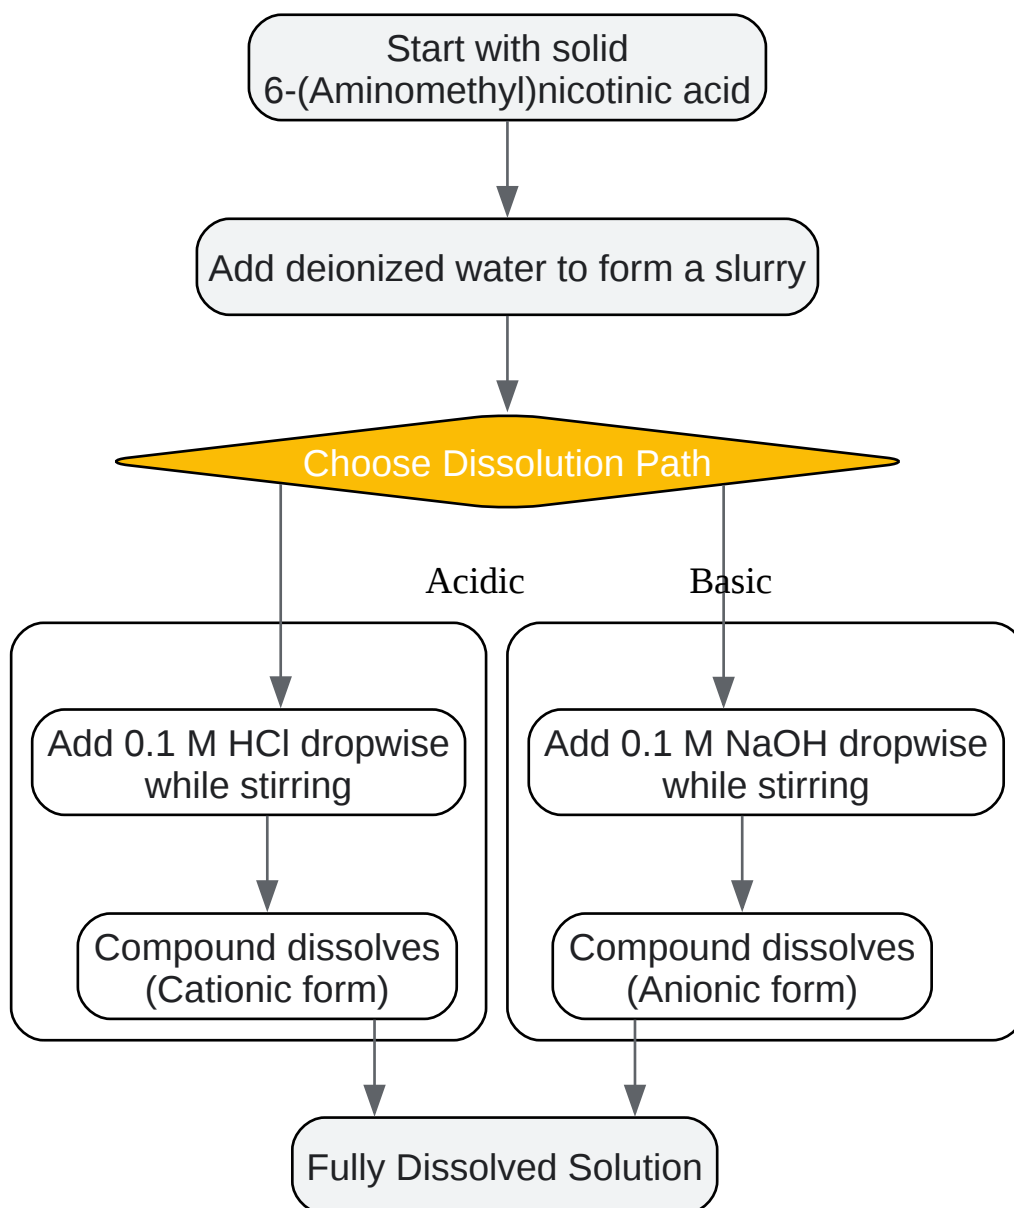 Start with solid
6-(Aminomethyl)nicotinic acid
Add deionized water to form a slurry
Choose Dissolution Path
Acidic
Basic
Add 0.1 M HCl dropwise
while stirring
Add 0.1 M NaOH dropwise
while stirring
Compound dissolves
(Cationic form)
Compound dissolves
(Anionic form)
Fully Dissolved Solution